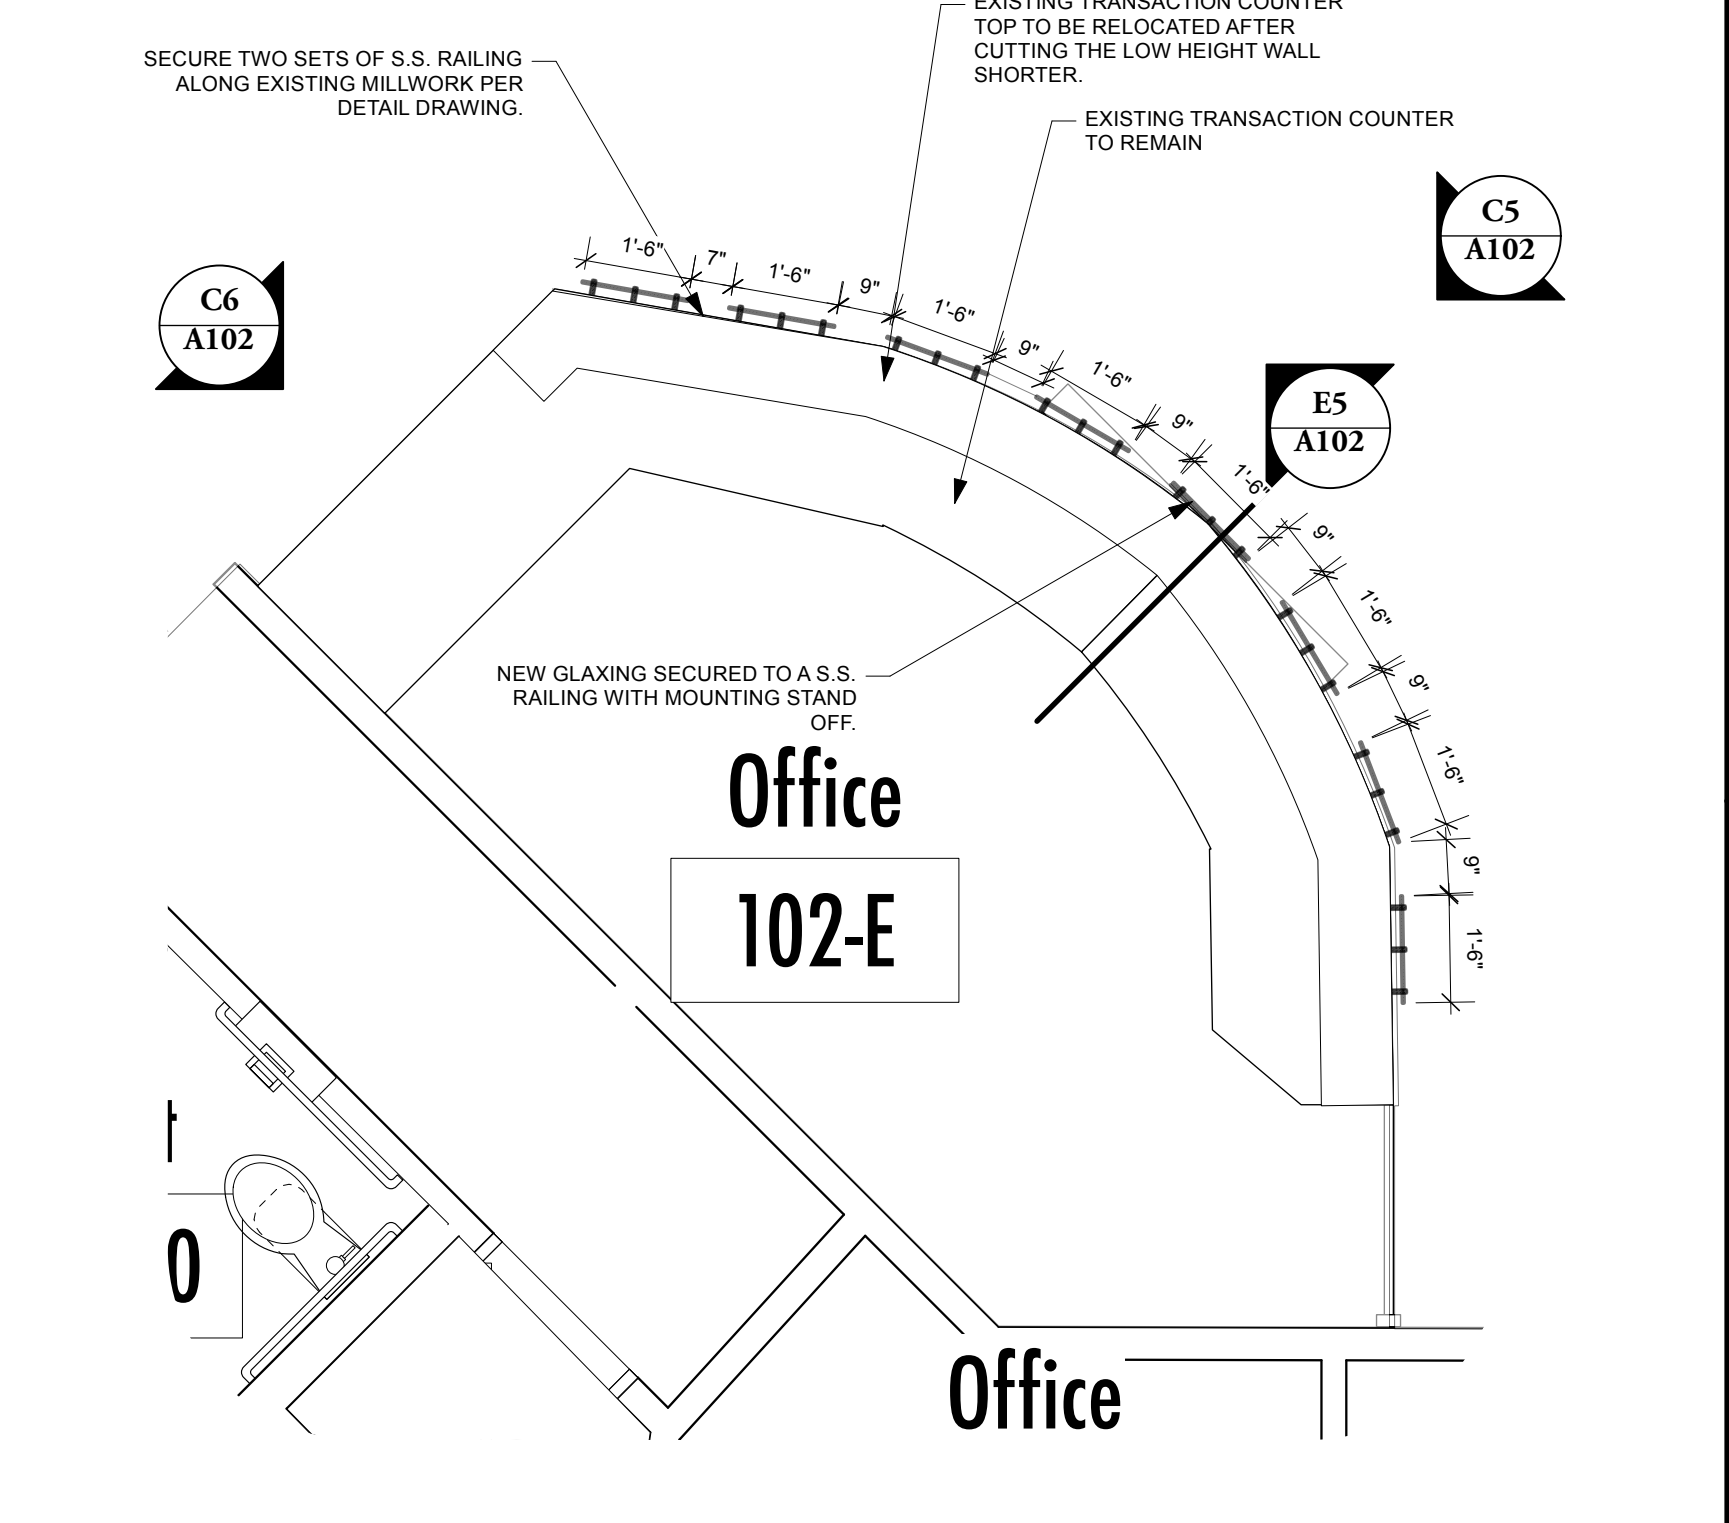 EXISTING TRANSACTION COUNTER
TOP TO BE RELOCATED AFTER
CUTTING THE LOW HEIGHT WALL
SHORTER.
SECURE TWO SETS OF S.S. RAILING
ALONG EXISTING MILLWORK PER
DETAIL DRAWING.
EXISTING TRANSACTION COUNTER
TO REMAIN
C5
A102
C6
A102
1'-6"
7"
1'-6"
9"
1'-6"
9"
1'-6"
9"
1'-6"
9"
1'-6"
9"
1'-6"
9"
1'-6"
E5
A102
NEW GLAXING SECURED TO A S.S.
RAILING WITH MOUNTING STAND
OFF.
Office
102-E
0
Office